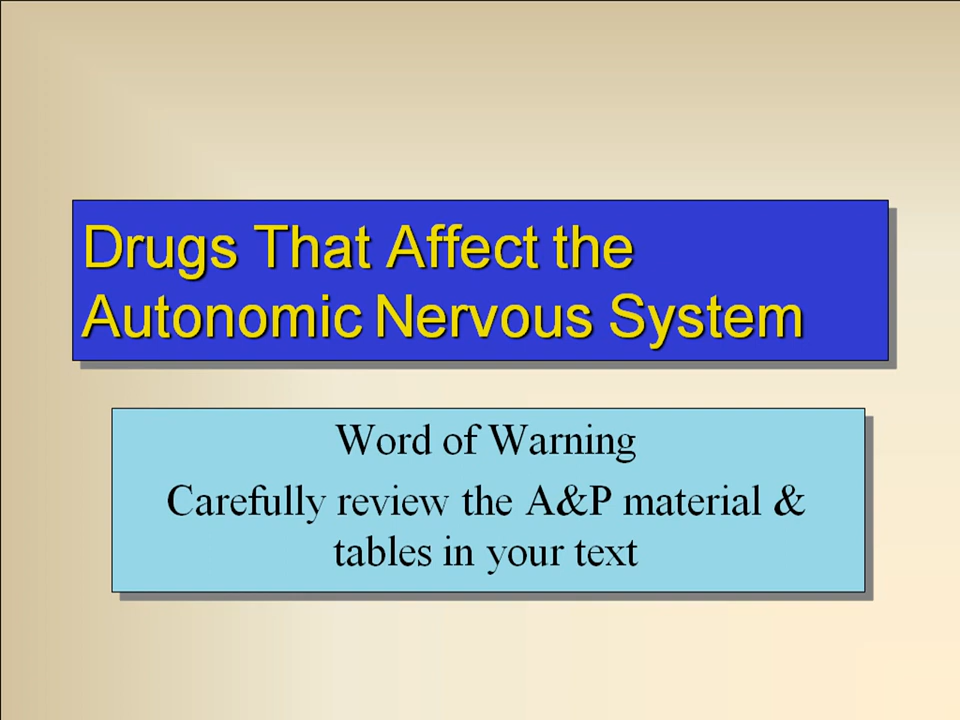 Drugs That Affect the
Autonomic Nervous System
Word of Warning
Carefully review the A&P material &
tables in your text